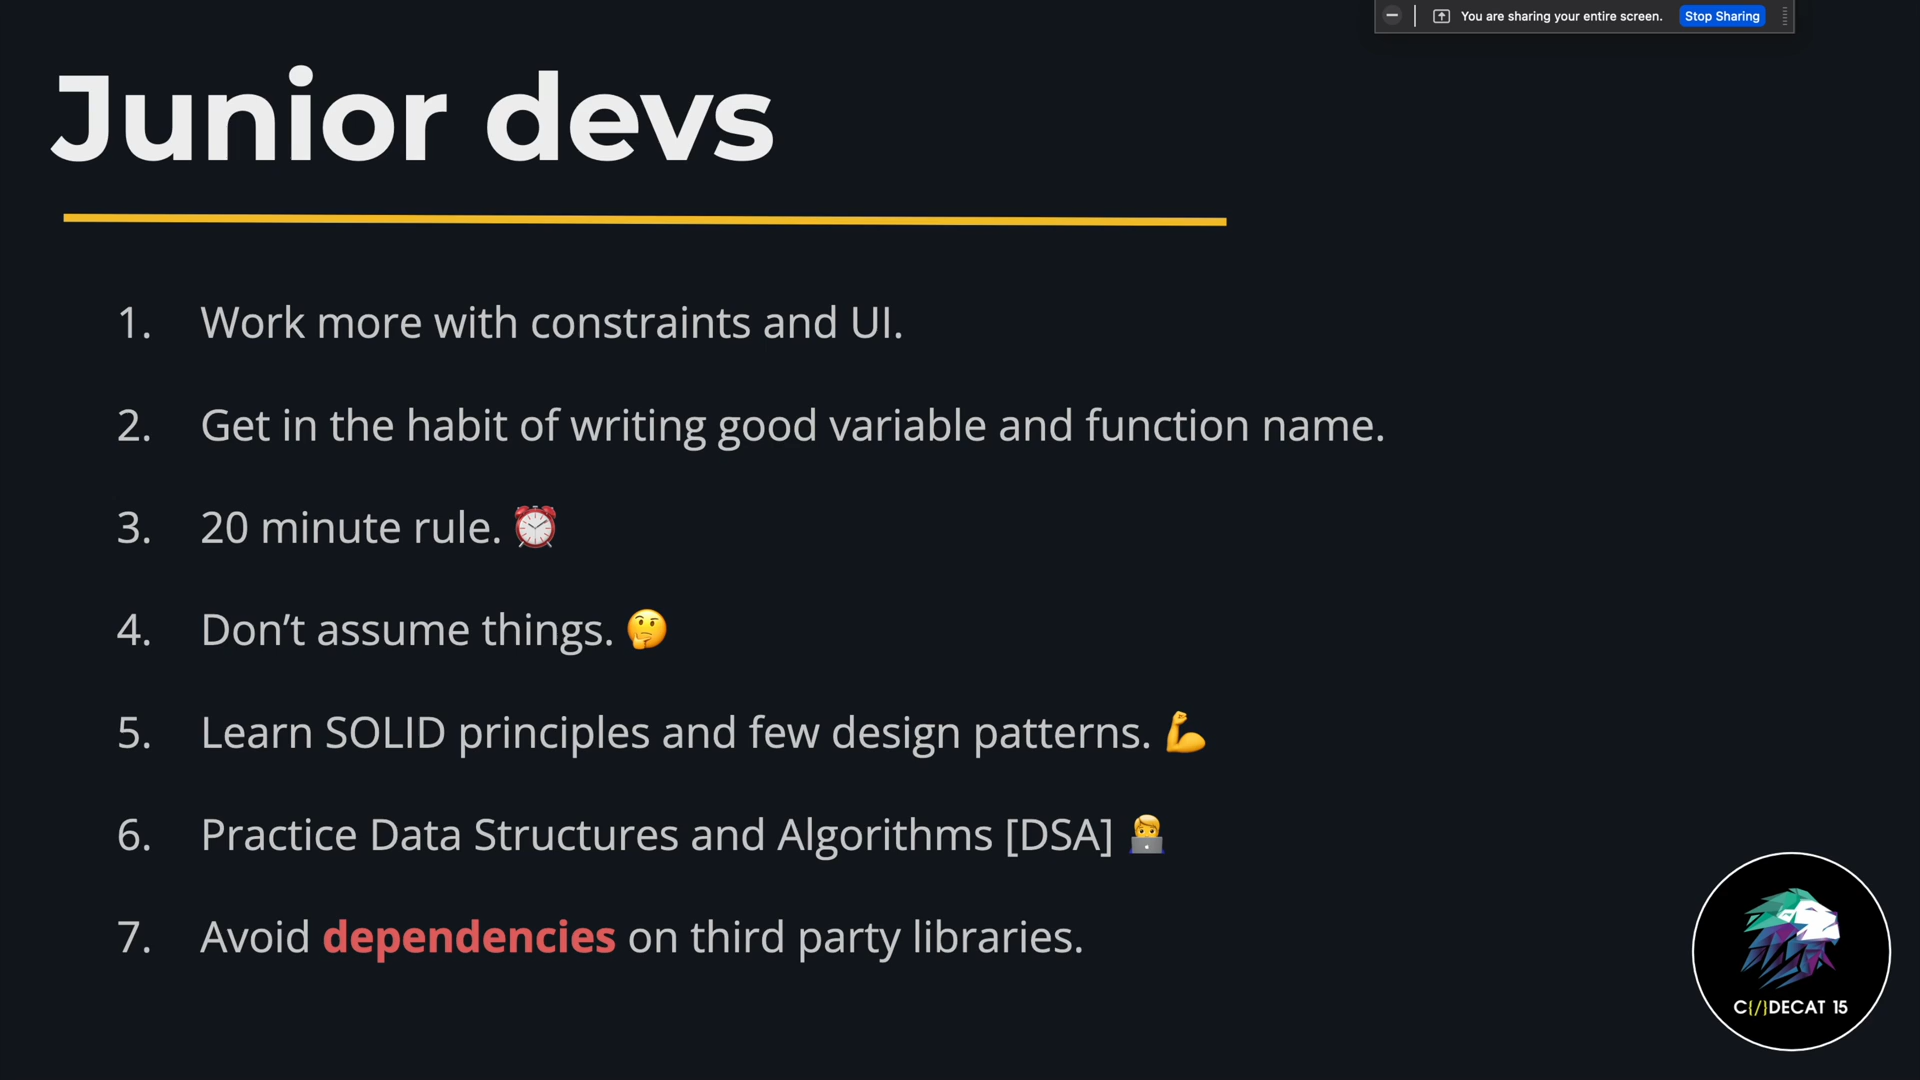 You are sharing your entire screen. Stop Sharing
Junior devs
1. Work more with constraints and UI.
2. Get in the habit of writing good variable and function name.
3. 20 minute rule. ⏰
4. Don’t assume things. 🤔
5. Learn SOLID principles and few design patterns. 💪
6. Practice Data Structures and Algorithms [DSA] 🧑‍💻
7. Avoid dependencies on third party libraries.
C{/}DECAT 15